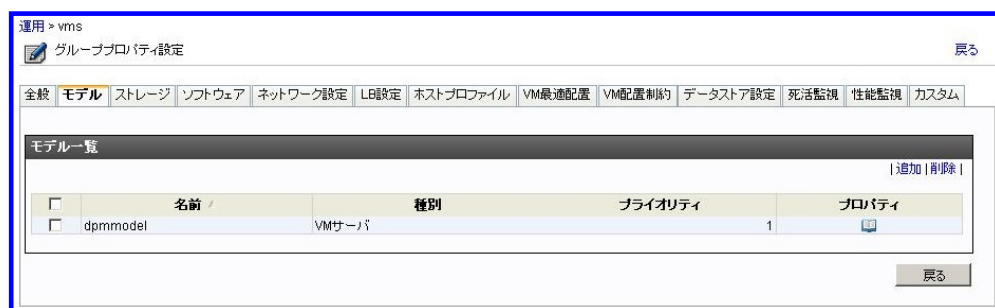 運用 > vms
グループプロパティ設定 戻る
全般 モデル ストレージ ソフトウェア ネットワーク設定 LB設定 ホストプロファイル VM最適配置 VM配置制約 データストア設定 死活監視 性能監視 カスタム
モデル一覧
| 追加 | 削除 |
名前 種別 プライオリティ プロパティ
dpmmodel VMサーバ 1
戻る